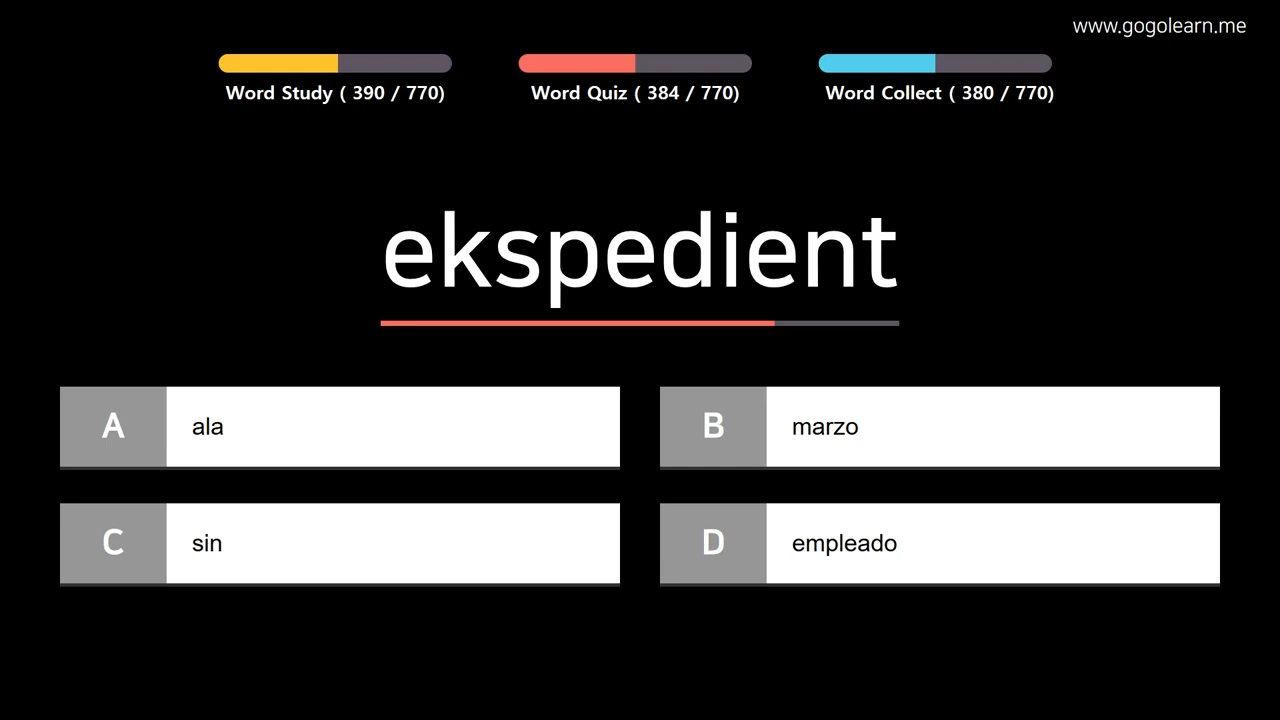 www.gogolearn.me
Word Study ( 390 / 770)
Word Quiz ( 384 / 770)
Word Collect ( 380 / 770)
ekspedient
A ala
B marzo
C sin
D empleado